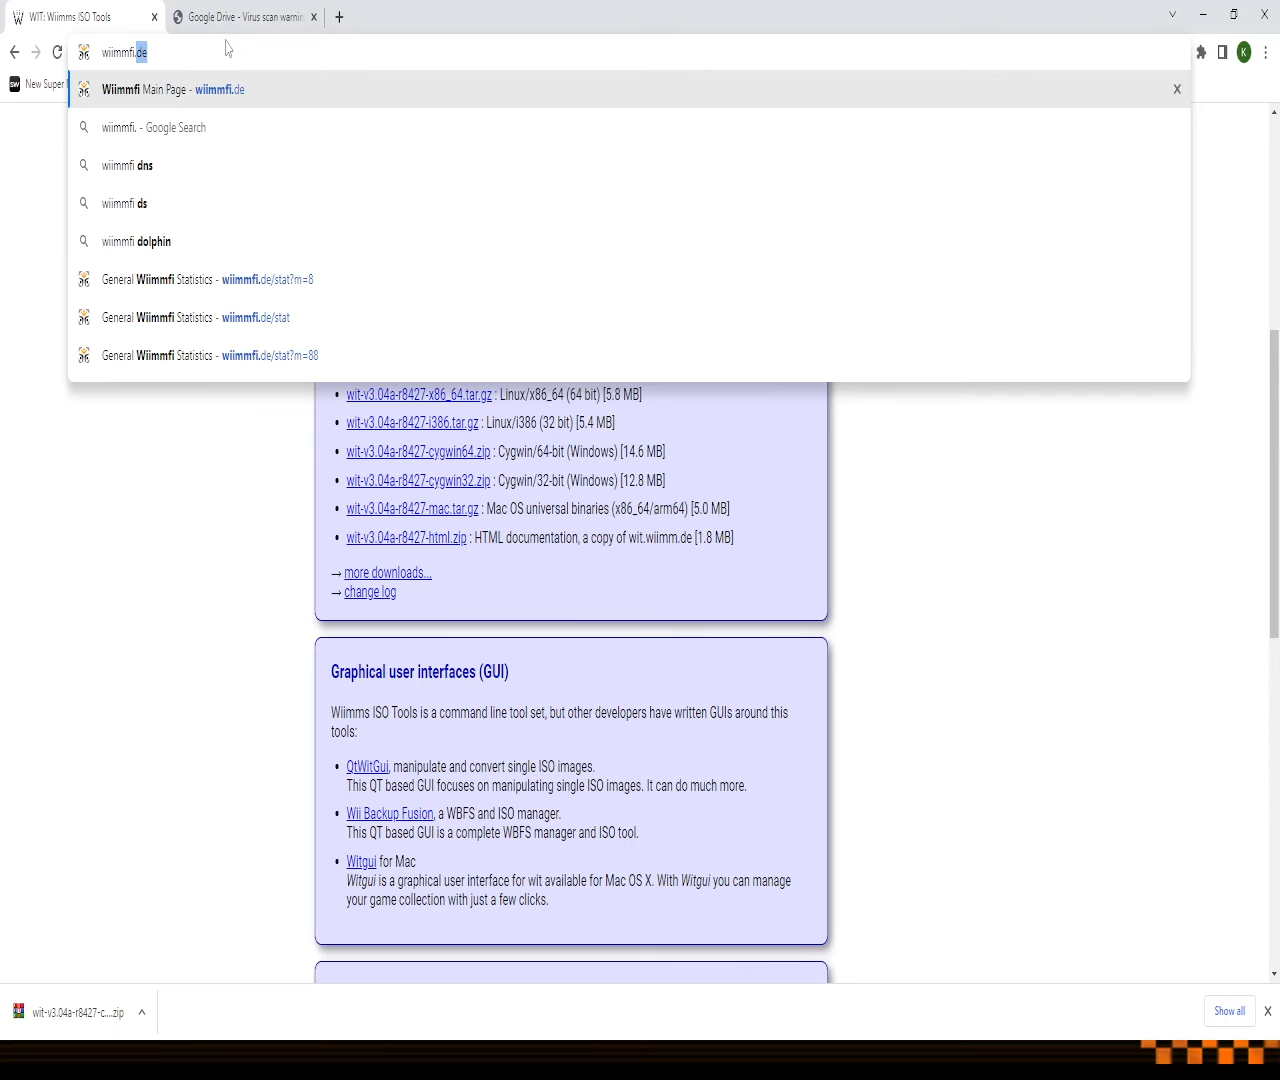 WIT: Wiimms ISO Tools
Google Drive - Virus scan warnin
wiimmfi.de
K
SW New Super
Wiimmfi Main Page - wiimmfi.de
wiimmfi. - Google Search
wiimmfi dns
wiimmfi ds
wiimmfi dolphin
General Wiimmfi Statistics - wiimmfi.de/stat?m=8
General Wiimmfi Statistics - wiimmfi.de/stat
General Wiimmfi Statistics - wiimmfi.de/stat?m=88
• wit-v3.04a-r8427-x86_64.tar.gz : Linux/x86_64 (64 bit) [5.8 MB]
• wit-v3.04a-r8427-i386.tar.gz : Linux/i386 (32 bit) [5.4 MB]
• wit-v3.04a-r8427-cygwin64.zip : Cygwin/64-bit (Windows) [14.6 MB]
• wit-v3.04a-r8427-cygwin32.zip : Cygwin/32-bit (Windows) [12.8 MB]
• wit-v3.04a-r8427-mac.tar.gz : Mac OS universal binaries (x86_64/arm64) [5.0 MB]
• wit-v3.04a-r8427-html.zip : HTML documentation, a copy of wit.wiimm.de [1.8 MB]
→ more downloads...
→ change log
Graphical user interfaces (GUI)
Wiimms ISO Tools is a command line tool set, but other developers have written GUIs around this
tools:
• QtWitGui, manipulate and convert single ISO images.
This QT based GUI focuses on manipulating single ISO images. It can do much more.
• Wii Backup Fusion, a WBFS and ISO manager.
This QT based GUI is a complete WBFS manager and ISO tool.
• Witgui for Mac
Witgui is a graphical user interface for wit available for Mac OS X. With Witgui you can manage
your game collection with just a few clicks.
wit-v3.04a-r8427-c....zip
Show all